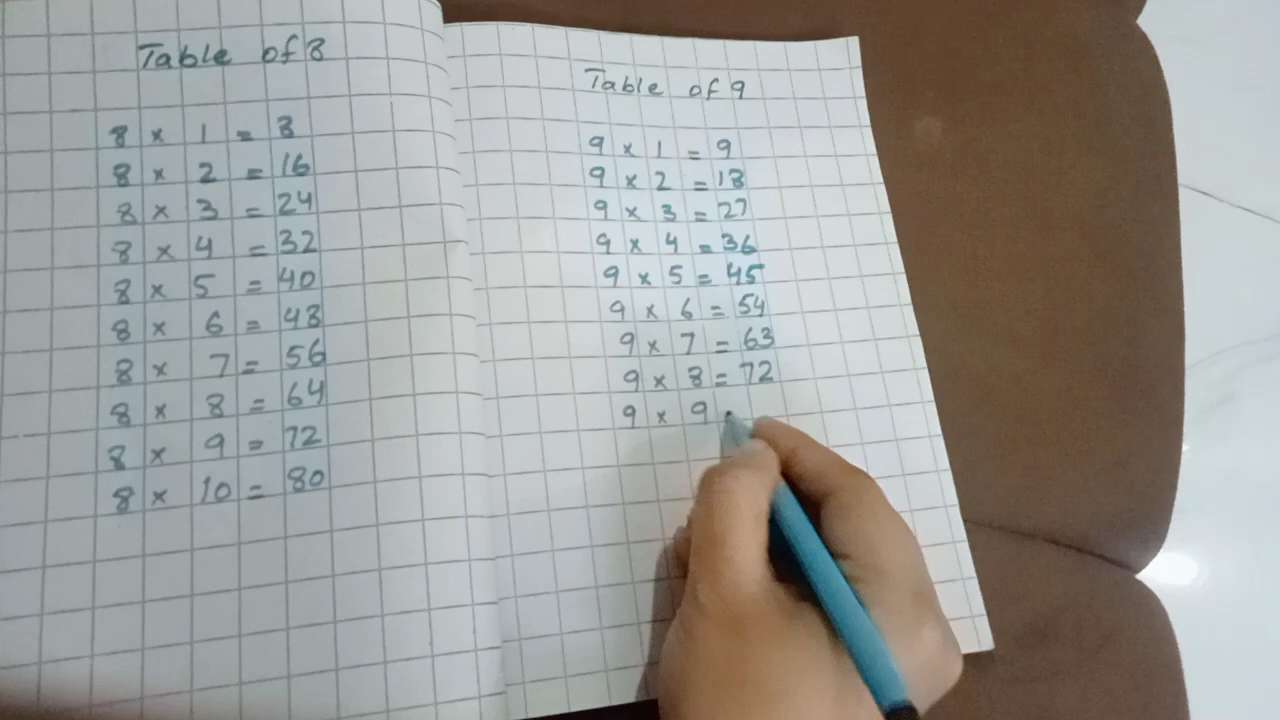 Table of 8
8 × 1 = 8
8 × 2 = 16
8 × 3 = 24
8 × 4 = 32
8 × 5 = 40
8 × 6 = 48
8 × 7 = 56
8 × 8 = 64
8 × 9 = 72
8 × 10 = 80
Table of 9
9 × 1 = 9
9 × 2 = 18
9 × 3 = 27
9 × 4 = 36
9 × 5 = 45
9 × 6 = 54
9 × 7 = 63
9 × 8 = 72
9 × 9